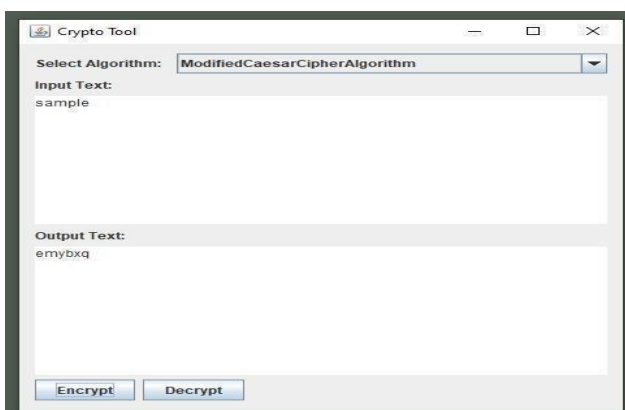 Crypto Tool
Select Algorithm: ModifiedCaesarCipherAlgorithm
Input Text:
sample
Output Text:
emybxq
Encrypt Decrypt